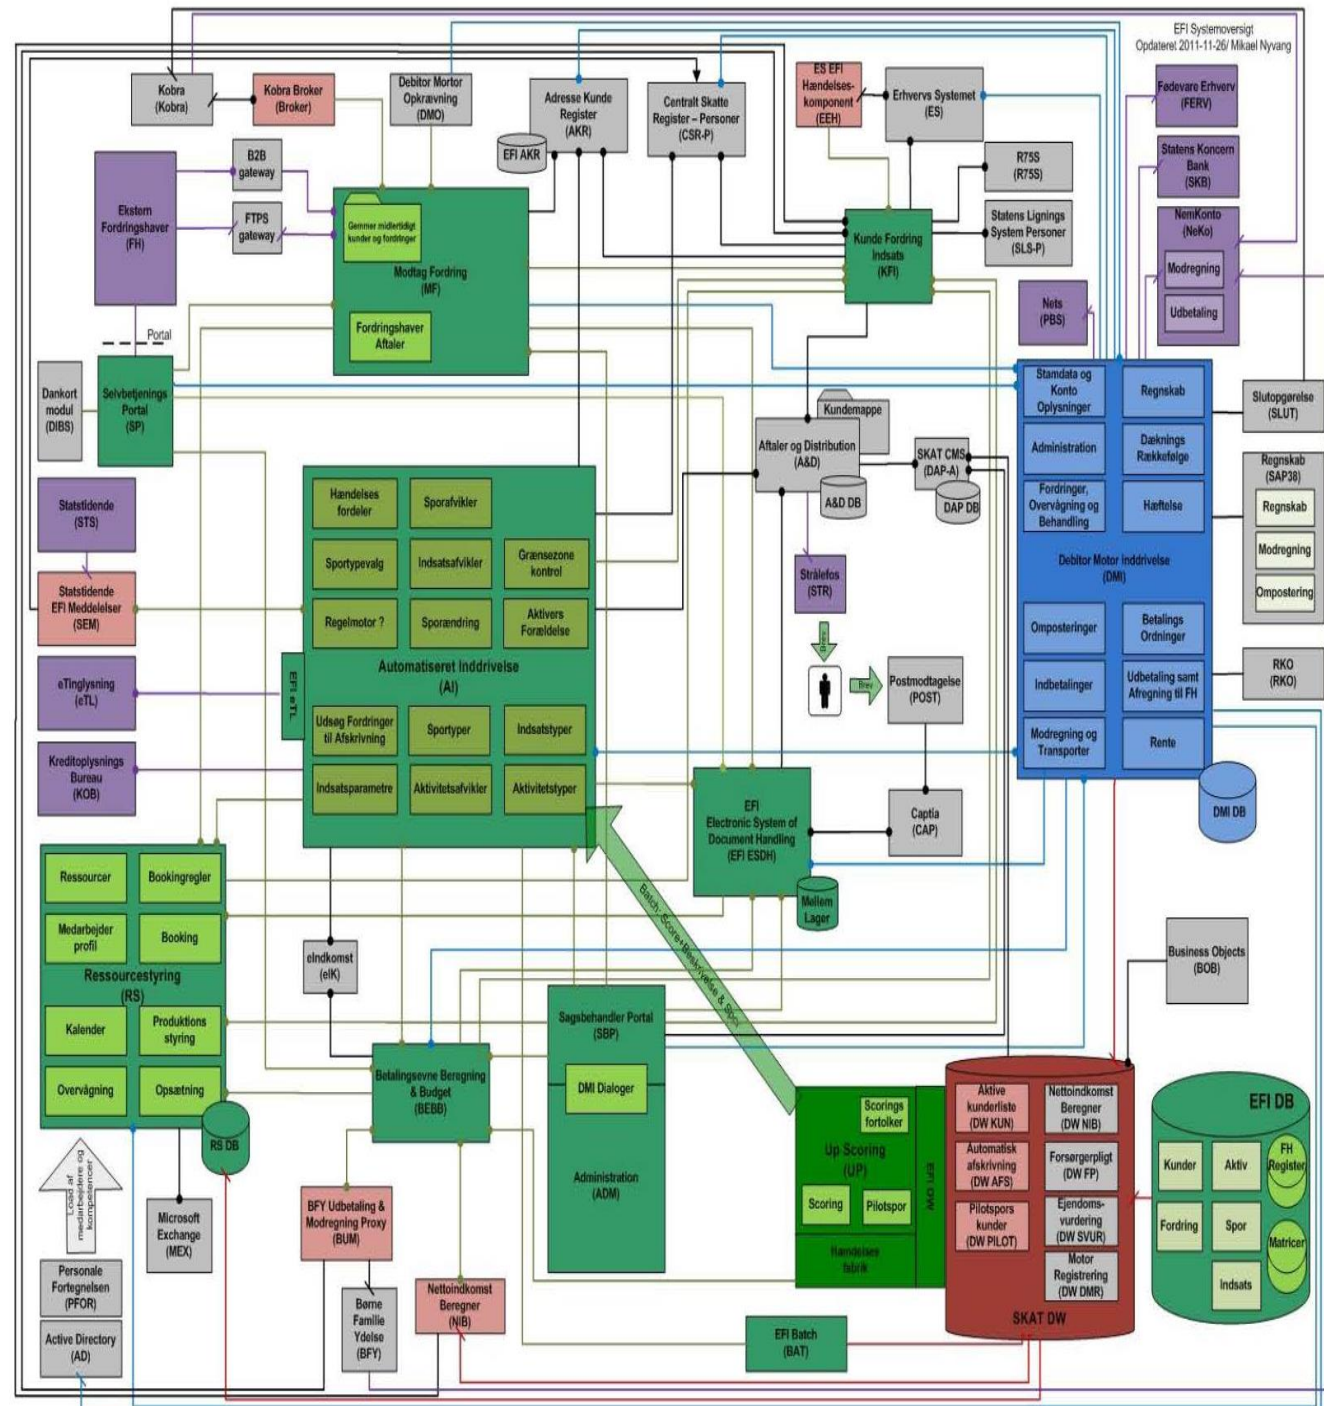 EFI Systemoversigt
Opdateret 2011-11-26/ Mikael Nyvang
Kobra
(Kobra)
Kobra Broker
(Broker)
Debitor Mortor
Opkrævning
(DMO)
Adresse Kunde
Register
(AKR)
EFI AKR
Centralt Skatte
Register – Personer
(CSR-P)
ES EFI
Hændelses-
komponent
(EEH)
Erhvervs Systemet
(ES)
Fødevare Erhverv
(FERV)
B2B
gateway
FTPS
gateway
Ekstern
Fordringshaver
(FH)
Gemmer midlertidigt
kunder og fordringer
Modtag Fordring
(MF)
Fordringshaver
Aftaler
R75S
(R75S)
Statens Lignings
System Personer
(SLS-P)
Kunde Fordring
Indsats
(KFI)
Statens Koncern
Bank
(SKB)
NemKonto
(NeKo)
Modregning
Udbetaling
Nets
(PBS)
Portal
Dankort
modul
(DIBS)
Selvbetjenings
Portal
(SP)
Kundemappe
Aftaler og Distribution
(A&D)
A&D DB
SKAT CMS
(DAP-A)
DAP DB
Stamdata og
Konto
Oplysninger
Regnskab
Administration
Dæknings
Rækkefølge
Fordringer,
Overvågning og
Behandling
Hæftelse
Debitor Motor inddrivelse
(DMI)
Omposteringer
Betalings
Ordninger
Indbetalinger
Udbetaling samt
Afregning til FH
Modregning og
Transporter
Rente
DMI DB
Slutopgørelse
(SLUT)
Regnskab
(SAP38)
Regnskab
Modregning
Ompostering
RKO
(RKO)
Statstidende
(STS)
Statstidende
EFI Meddelelser
(SEM)
eTinglysning
(eTL)
Kreditoplysnings
Bureau
(KOB)
EFI eTL
Hændelses
fordeler
Sporafvikler
Sportypevalg
Indsatsafvikler
Grænsezone
kontrol
Regelmotor ?
Sporændring
Aktivers
Forældelse
Automatiseret Inddrivelse
(AI)
Udsøg Fordringer
til Afskrivning
Sportyper
Indsatstyper
Indsatsparametre
Aktivitetsafvikler
Aktivitetstyper
Strålefos
(STR)
Brev
Brev
Postmodtagelse
(POST)
Captia
(CAP)
EFI
Electronic System of
Document Handling
(EFI ESDH)
Mellem
Lager
Ressourcer
Bookingregler
Medarbejder
profil
Booking
Ressourcestyring
(RS)
Kalender
Produktions
styring
Overvågning
Opsætning
RS DB
eIndkomst
(eIK)
Betalingsevne Beregning
& Budget
(BEBB)
Sagsbehandler Portal
(SBP)
DMI Dialoger
Administration
(ADM)
Batch: Score+Beskrivelse & Spor
Business Objects
(BOB)
Scorings
fortolker
Up Scoring
(UP)
Scoring
Pilotspor
Hændelses
fabrik
EFI DW
Aktive
kunderliste
(DW KUN)
Nettoindkomst
Beregner
(DW NIB)
Automatisk
afskrivning
(DW AFS)
Forsørgerpligt
(DW FP)
Pilotspors
kunder
(DW PILOT)
Ejendoms-
vurdering
(DW SVUR)
Motor
Registrering
(DW DMR)
SKAT DW
EFI DB
Kunder
Aktiv
FH
Register
Fordring
Spor
Matricer
Indsats
Load af
medarbejdere og
kompetencer
Personale
Fortegnelsen
(PFOR)
Active Directory
(AD)
Microsoft
Exchange
(MEX)
BFY Udbetaling &
Modregning Proxy
(BUM)
Børne
Familie
Ydelse
(BFY)
Nettoindkomst
Beregner
(NIB)
EFI Batch
(BAT)